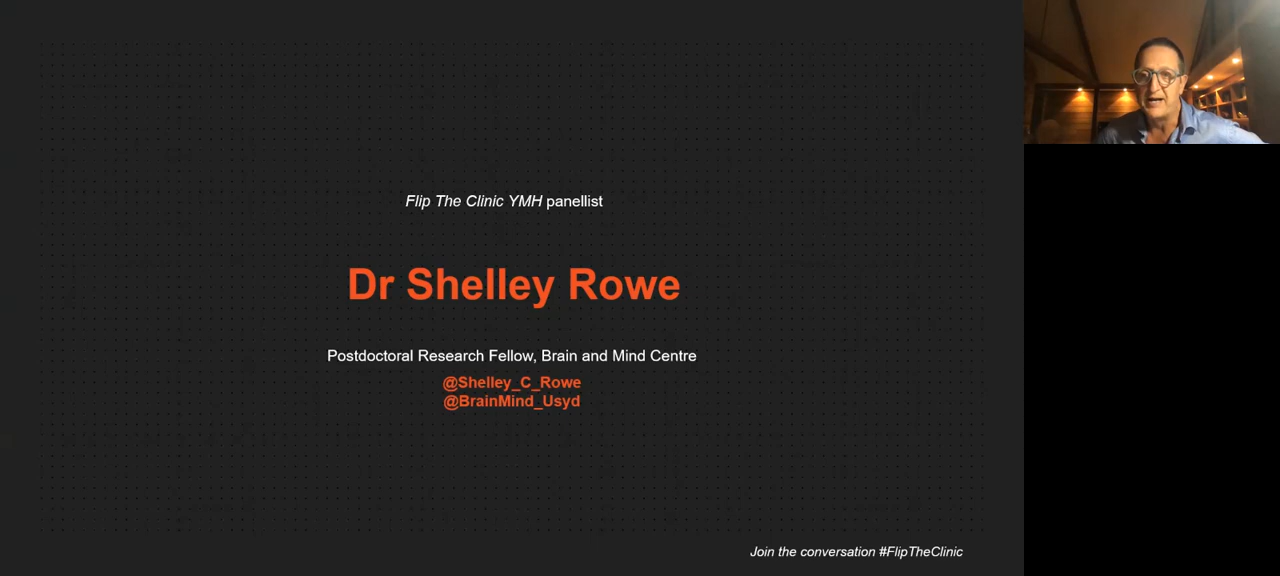 Flip The Clinic YMH panellist
Dr Shelley Rowe
Postdoctoral Research Fellow, Brain and Mind Centre
@Shelley_C_Rowe
@BrainMind_Usyd
Join the conversation #FlipTheClinic